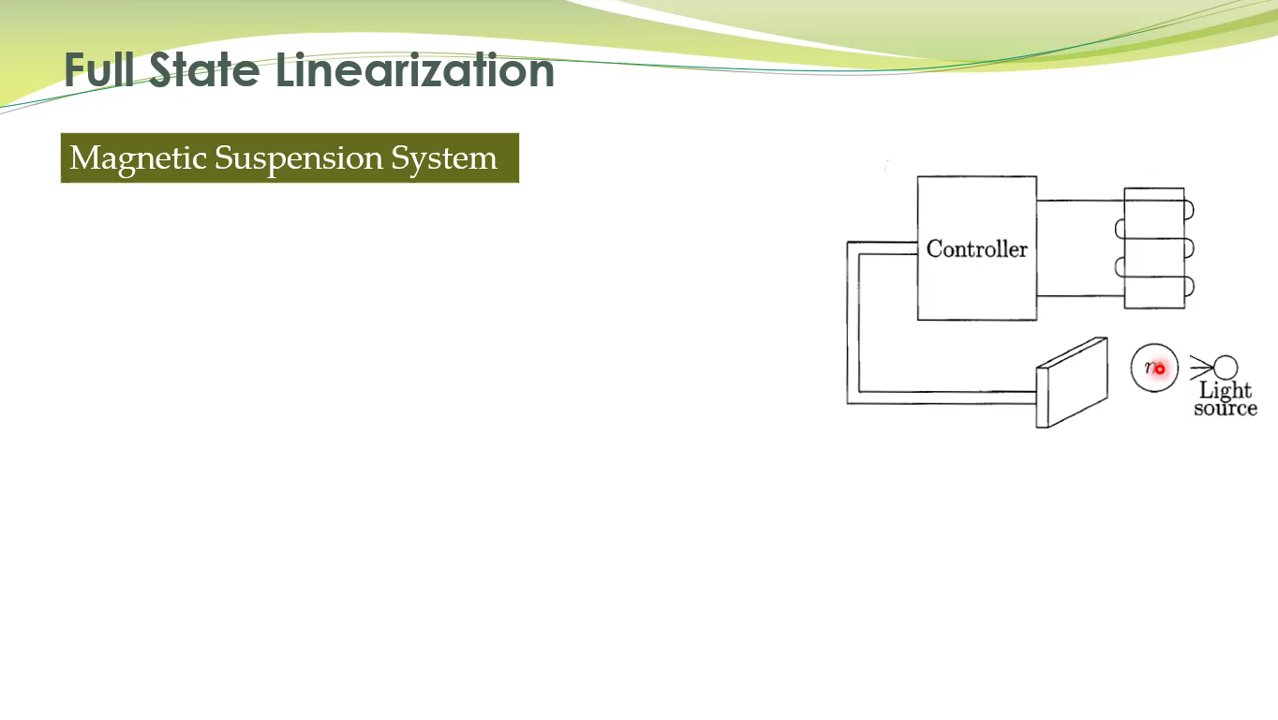 Full State Linearization
Magnetic Suspension System
Controller
Light
source